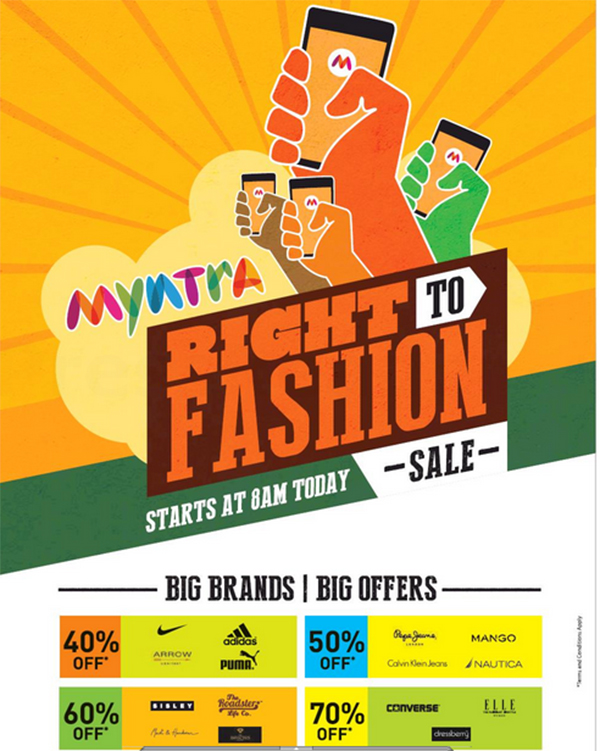 Myntra
RIGHT TO
FASHION
-SALE-
STARTS AT 8AM TODAY
BIG BRANDS | BIG OFFERS
40%
OFF*
adidas
ARROW
NEW YORK
PUMA
50%
OFF*
Pepe Jeans
LONDON
MANGO
Calvin Klein Jeans
NAUTICA
60%
OFF*
SISLEY
The
Roadster
Life Co.
70%
OFF*
CONVERSE
ELLE
dressberry
*Terms and Conditions Apply